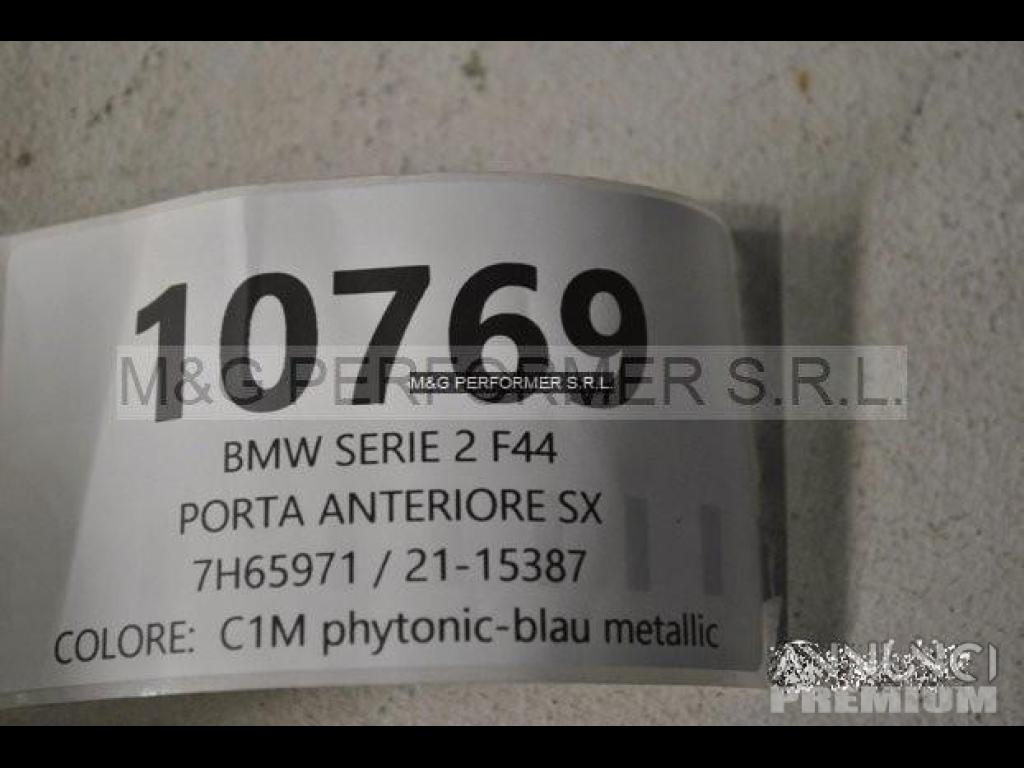 10769
M&G PERFORMER S.R.L.
M&G PERFORMER S.R.L.
BMW SERIE 2 F44
PORTA ANTERIORE SX
7H65971 / 21-15387
COLORE: C1M phytonic-blau metallic
ANNUNCI
PREMIUM